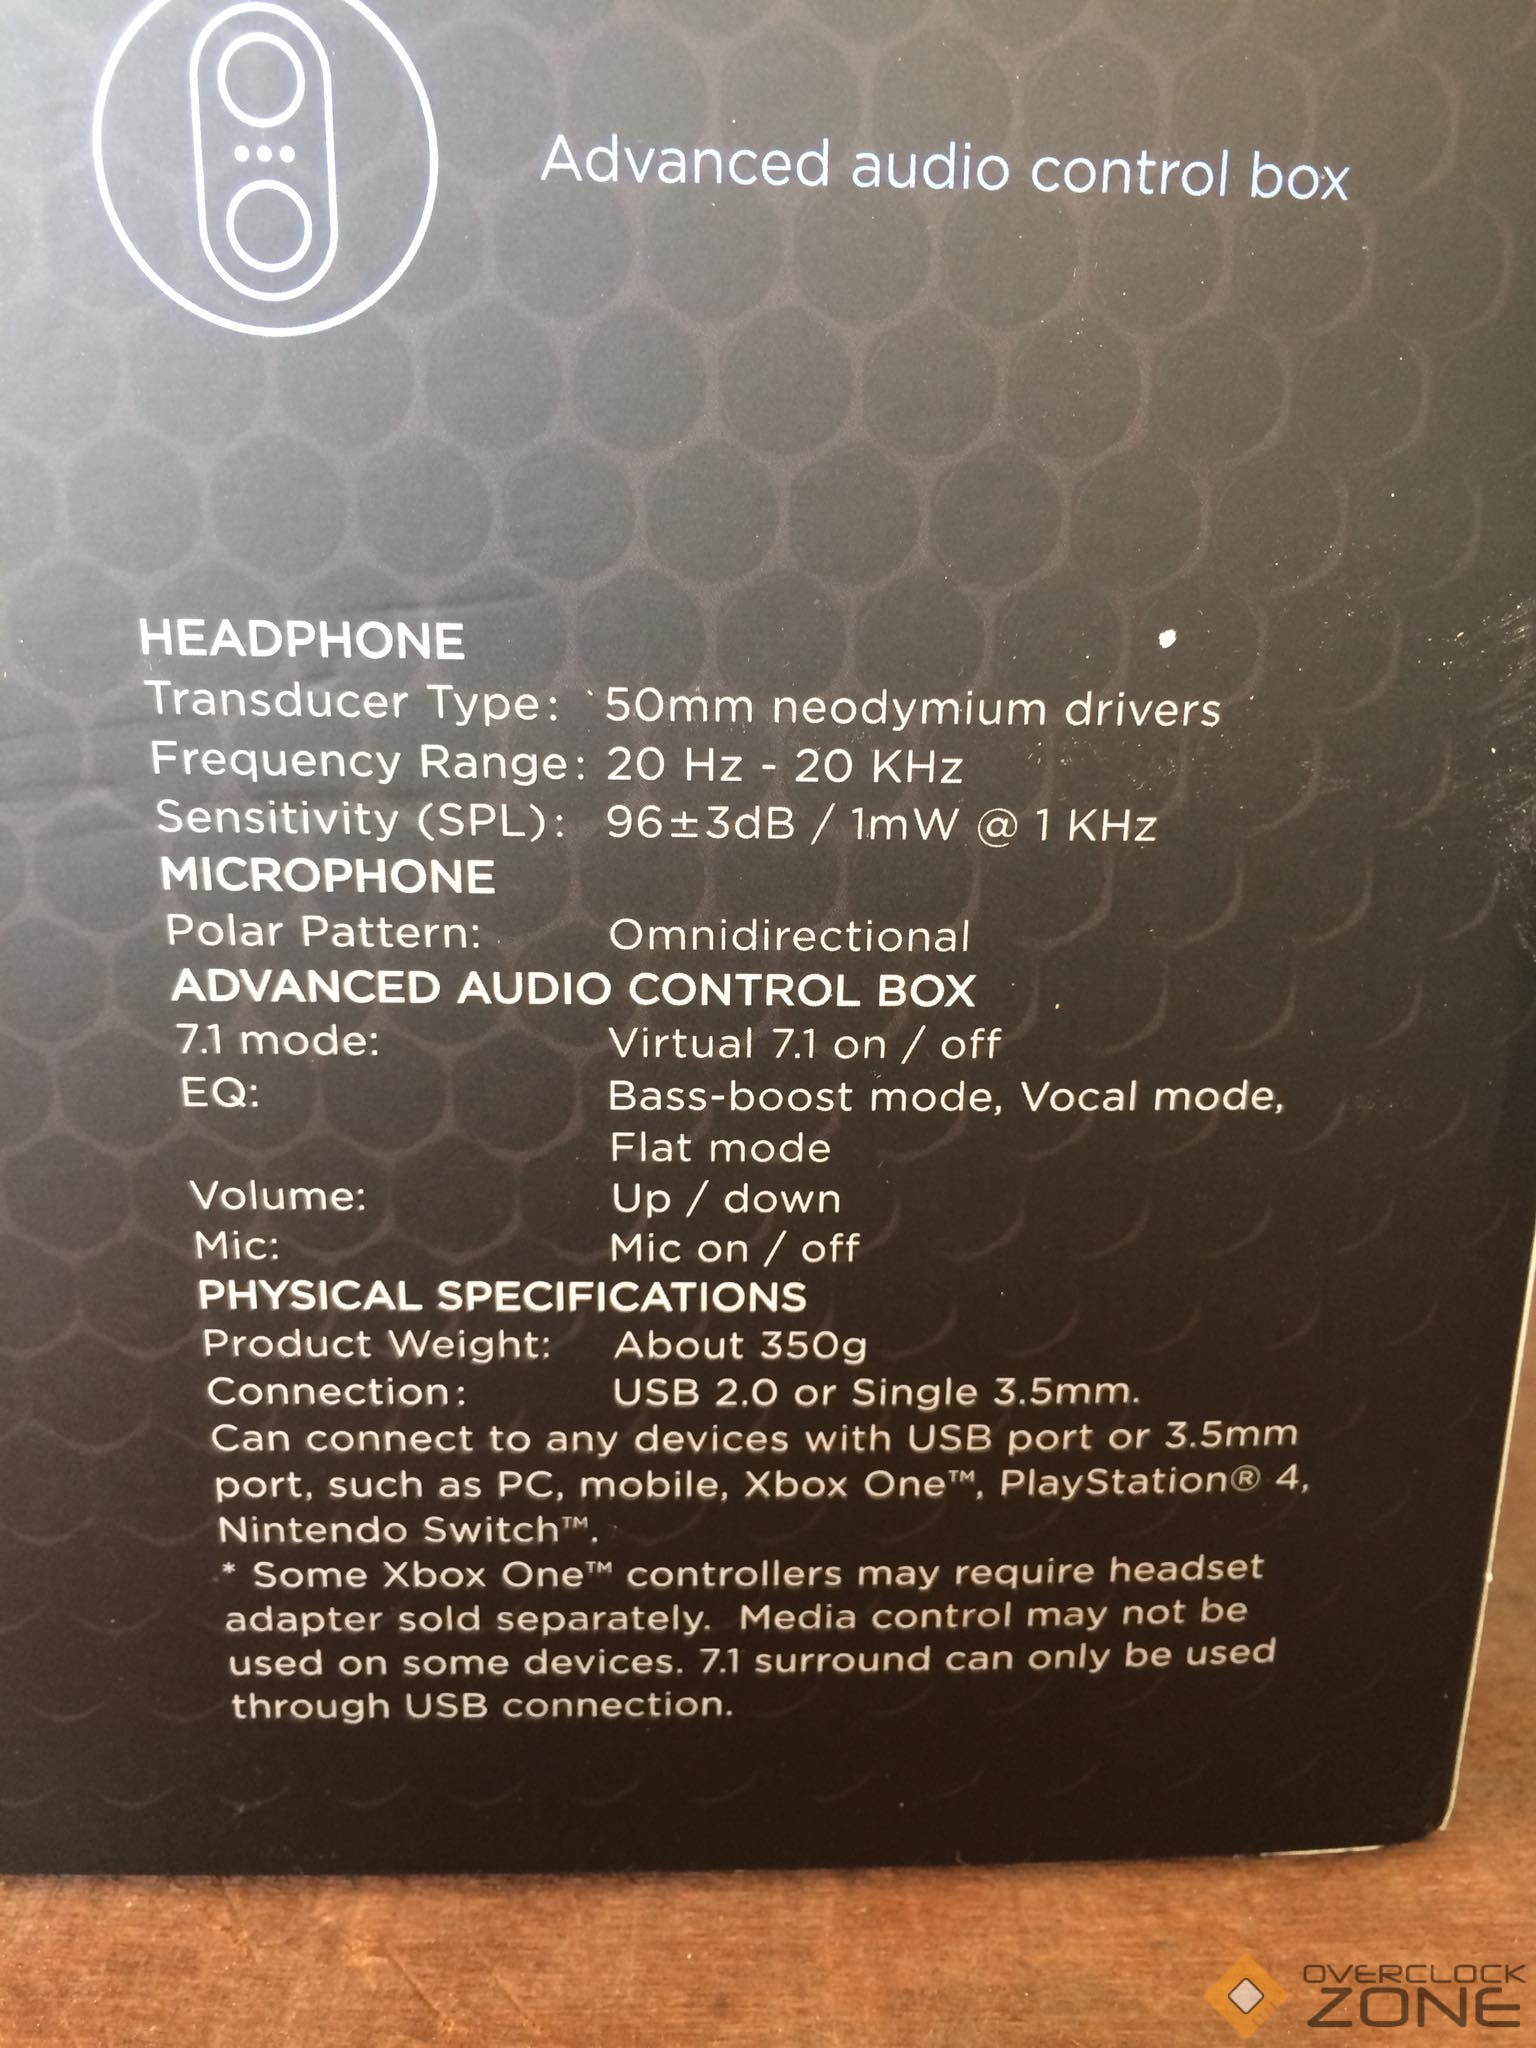 Advanced audio control box
HEADPHONE
Transducer Type: 50mm neodymium drivers
Frequency Range: 20 Hz - 20 KHz
Sensitivity (SPL): 96±3dB / 1mW @ 1 KHz
MICROPHONE
Polar Pattern: Omnidirectional
ADVANCED AUDIO CONTROL BOX
7.1 mode: Virtual 7.1 on / off
EQ: Bass-boost mode, Vocal mode,
Flat mode
Volume: Up / down
Mic: Mic on / off
PHYSICAL SPECIFICATIONS
Product Weight: About 350g
Connection: USB 2.0 or Single 3.5mm.
Can connect to any devices with USB port or 3.5mm
port, such as PC, mobile, Xbox One™, PlayStation® 4,
Nintendo Switch™.
* Some Xbox One™ controllers may require headset
adapter sold separately. Media control may not be
used on some devices. 7.1 surround can only be used
through USB connection.
OVERCLOCK
ZONE